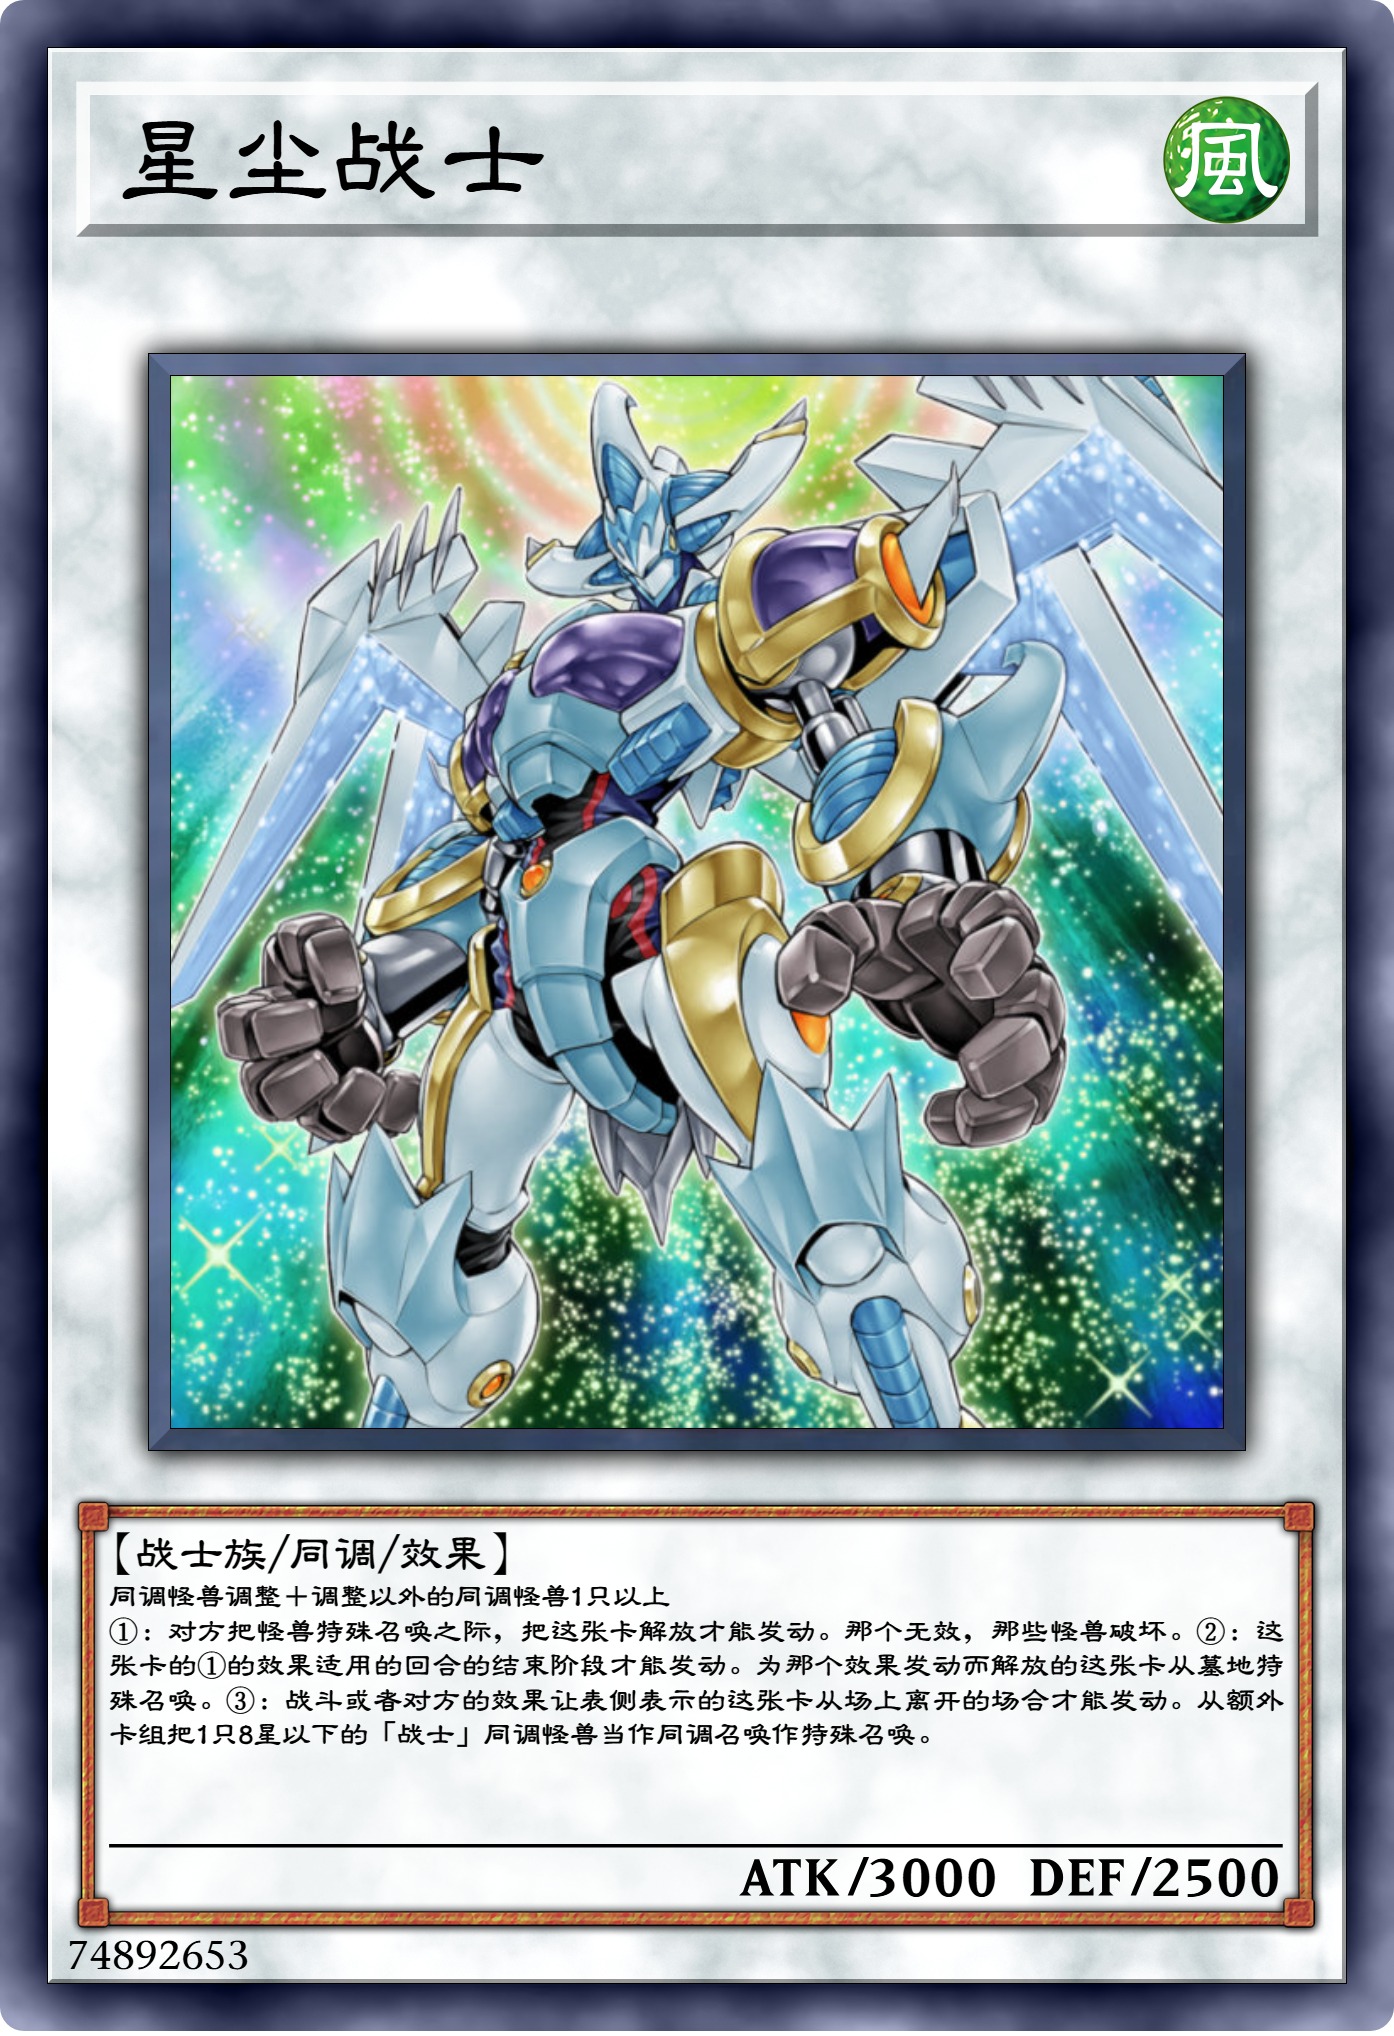 星尘战士
風
【战士族/同调/效果】
同调怪兽调整＋调整以外的同调怪兽1只以上
①：对方把怪兽特殊召唤之际，把这张卡解放才能发动。那个无效，那些怪兽破坏。②：这
张卡的①的效果适用的回合的结束阶段才能发动。为那个效果发动而解放的这张卡从墓地特
殊召唤。③：战斗或者对方的效果让表侧表示的这张卡从场上离开的场合才能发动。从额外
卡组把1只8星以下的「战士」同调怪兽当作同调召唤作特殊召唤。
ATK/3000 DEF/2500
74892653